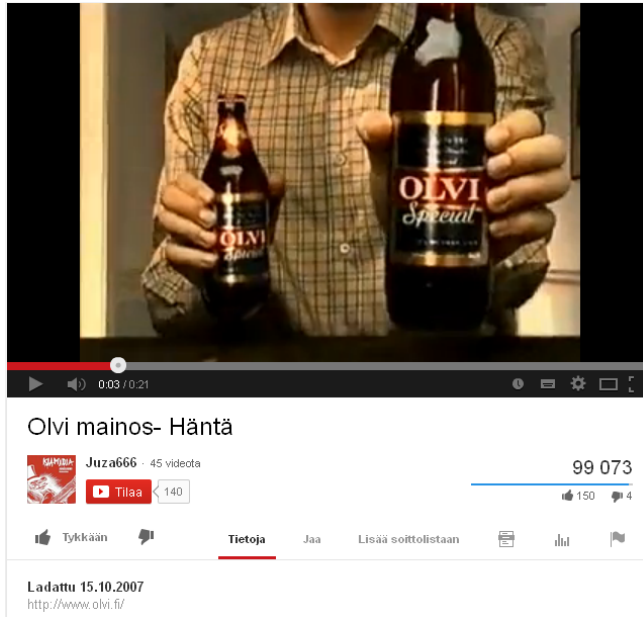 OLVI
Special
OLVI
Special
0:03 / 0:21
Olvi mainos- Häntä
Juza666 · 45 videota
Tilaa 140
99 073
150 4
Tykkään Tietoja Jaa Lisää soittolistaan
Ladattu 15.10.2007
http://www.olvi.fi/